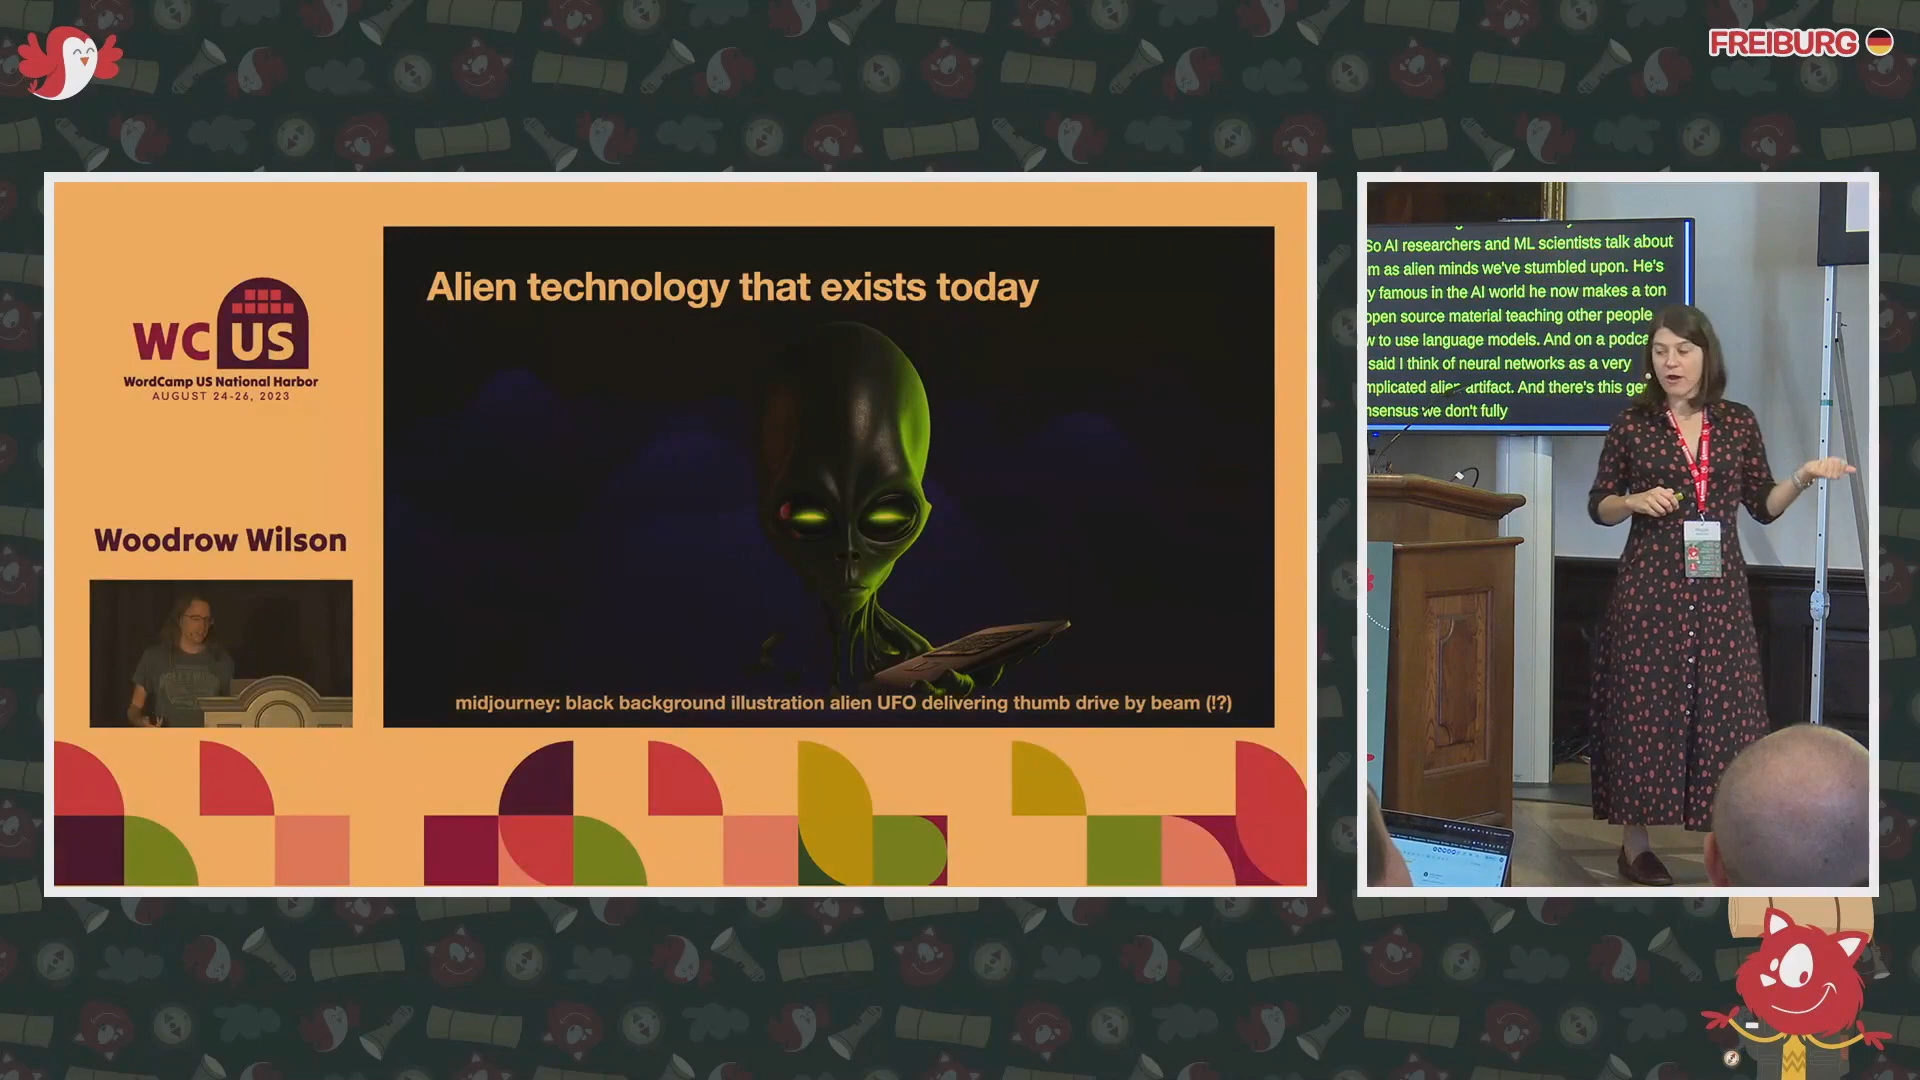 FREIBURG
Alien technology that exists today
WC US
WordCamp US National Harbor
AUGUST 24-26, 2023
Woodrow Wilson
midjourney: black background illustration alien UFO delivering thumb drive by beam (!?)
So AI researchers and ML scientists talk about
m as alien minds we've stumbled upon. He's
y famous in the AI world he now makes a ton
open source material teaching other people
w to use language models. And on a podca
said I think of neural networks as a very
mplicated alien artifact. And there's this ge
nsensus we don't fully